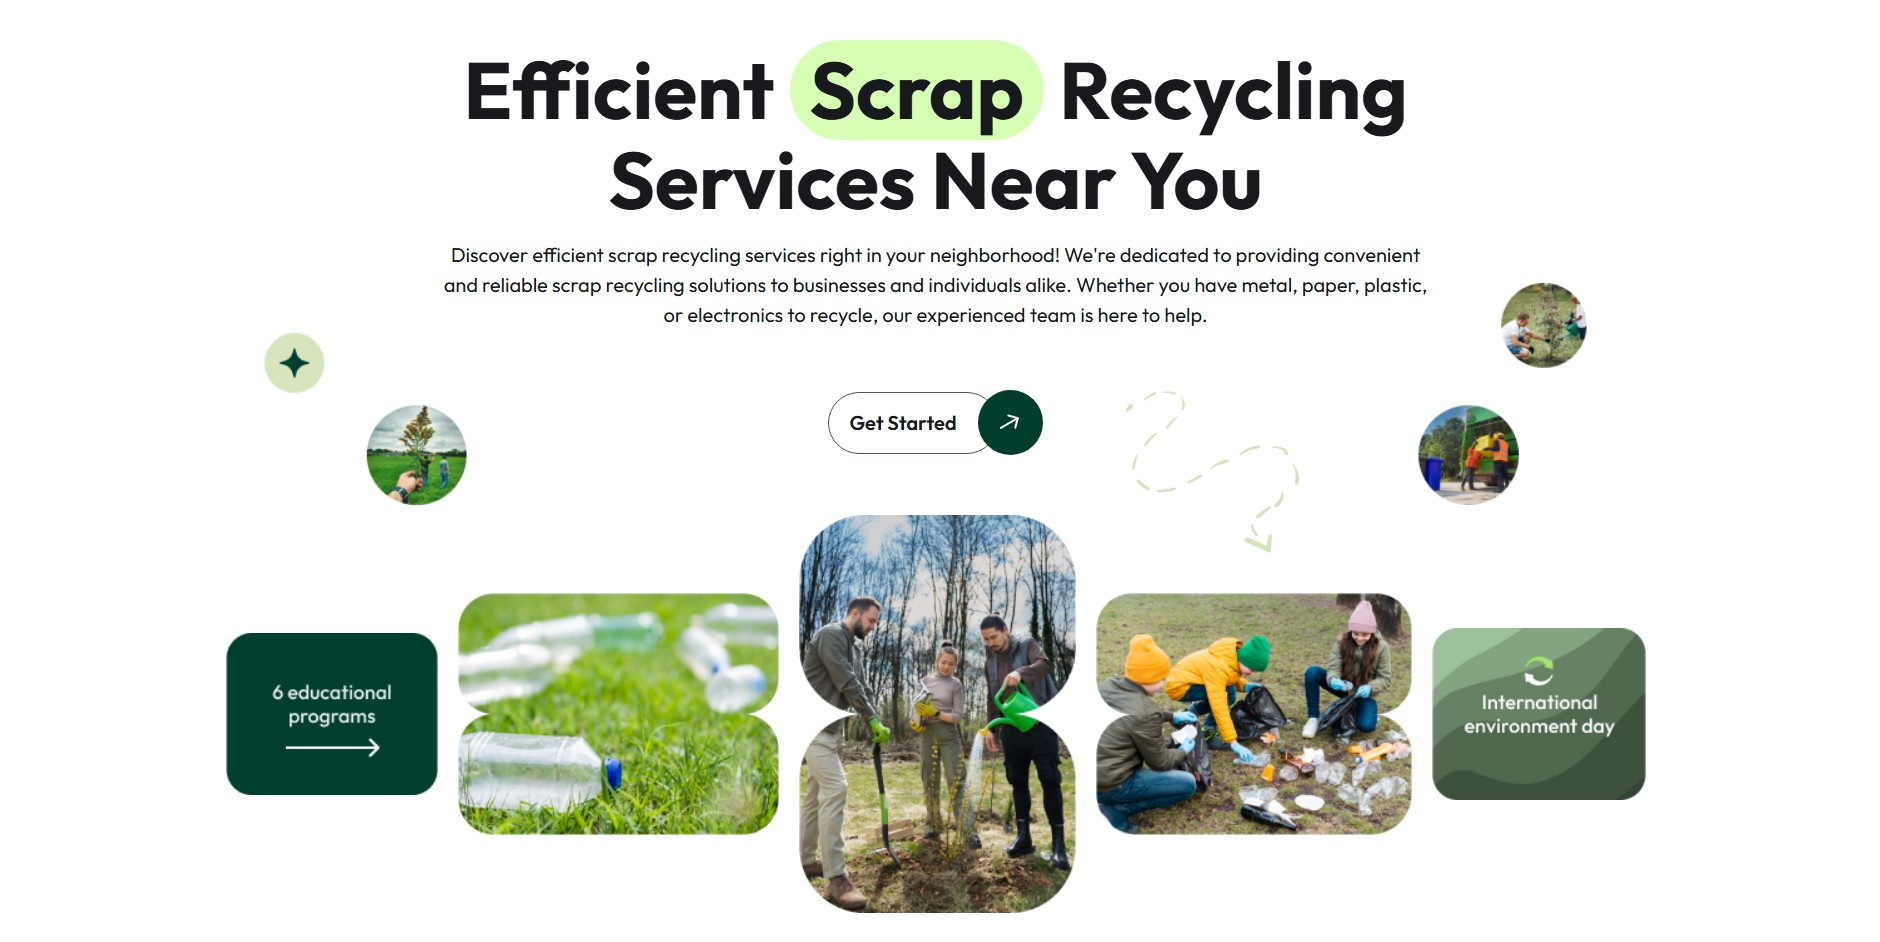 Efficient Scrap Recycling
Services Near You
Discover efficient scrap recycling services right in your neighborhood! We're dedicated to providing convenient
and reliable scrap recycling solutions to businesses and individuals alike. Whether you have metal, paper, plastic,
or electronics to recycle, our experienced team is here to help.
Get Started
6 educational
programs
International
environment day